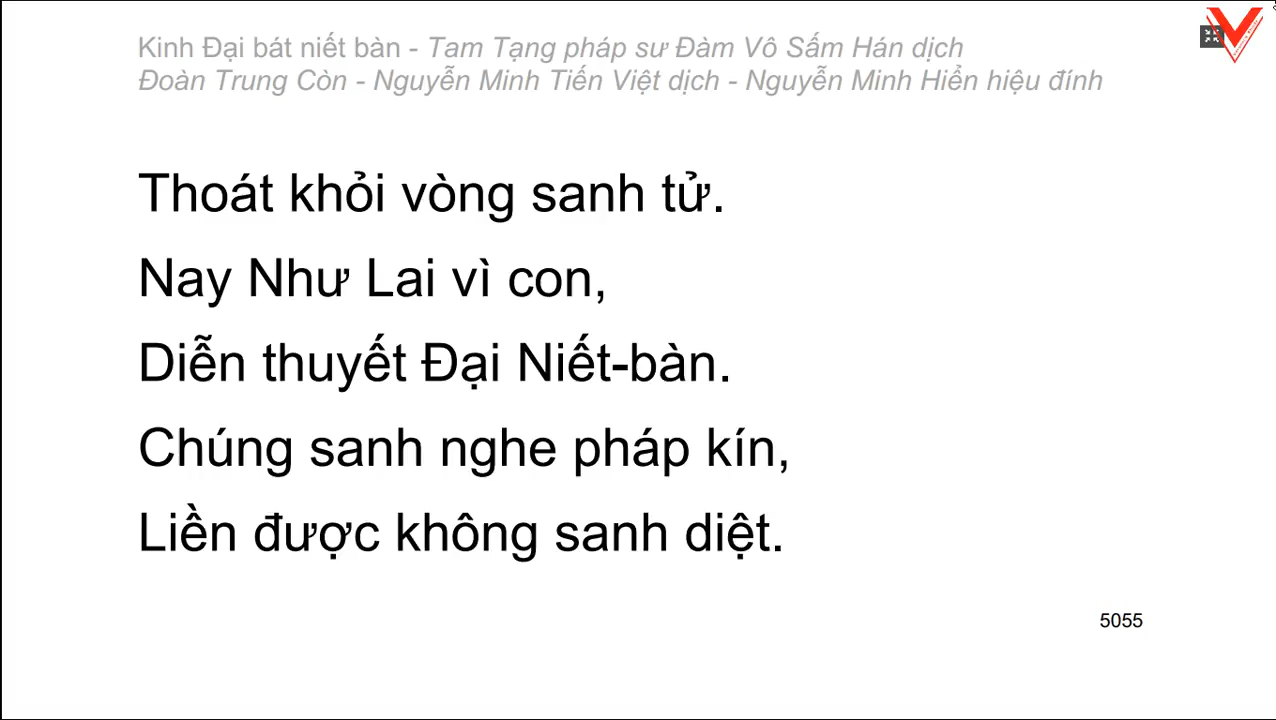 Kinh Đại bát niết bàn - Tam Tạng pháp sư Đàm Vô Sấm Hán dịch
Đoàn Trung Còn - Nguyễn Minh Tiến Việt dịch - Nguyễn Minh Hiển hiệu đính
Thoát khỏi vòng sanh tử.
Nay Như Lai vì con,
Diễn thuyết Đại Niết-bàn.
Chúng sanh nghe pháp kín,
Liền được không sanh diệt.
5055